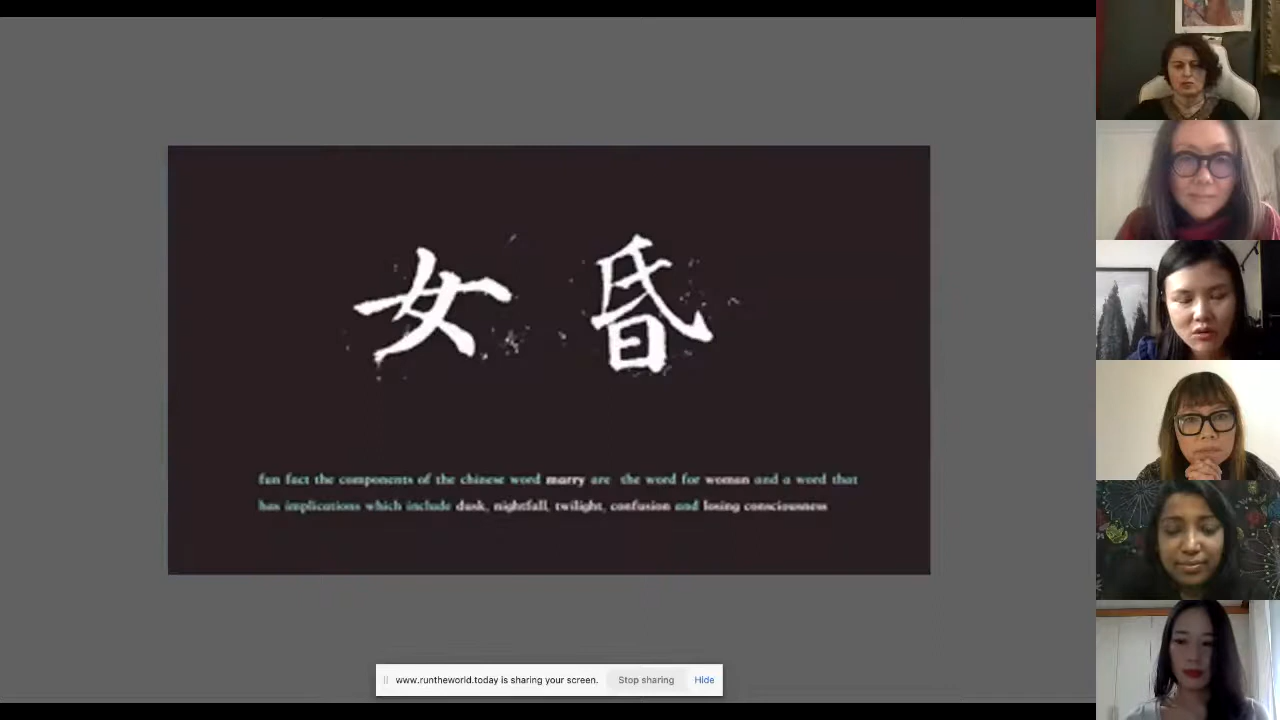 女 昏
fun fact the components of the chinese word marry are the word for woman and a word that
has implications which include dusk, nightfall, twilight, confusion and losing consciousness
www.runtheworld.today is sharing your screen. Stop sharing Hide